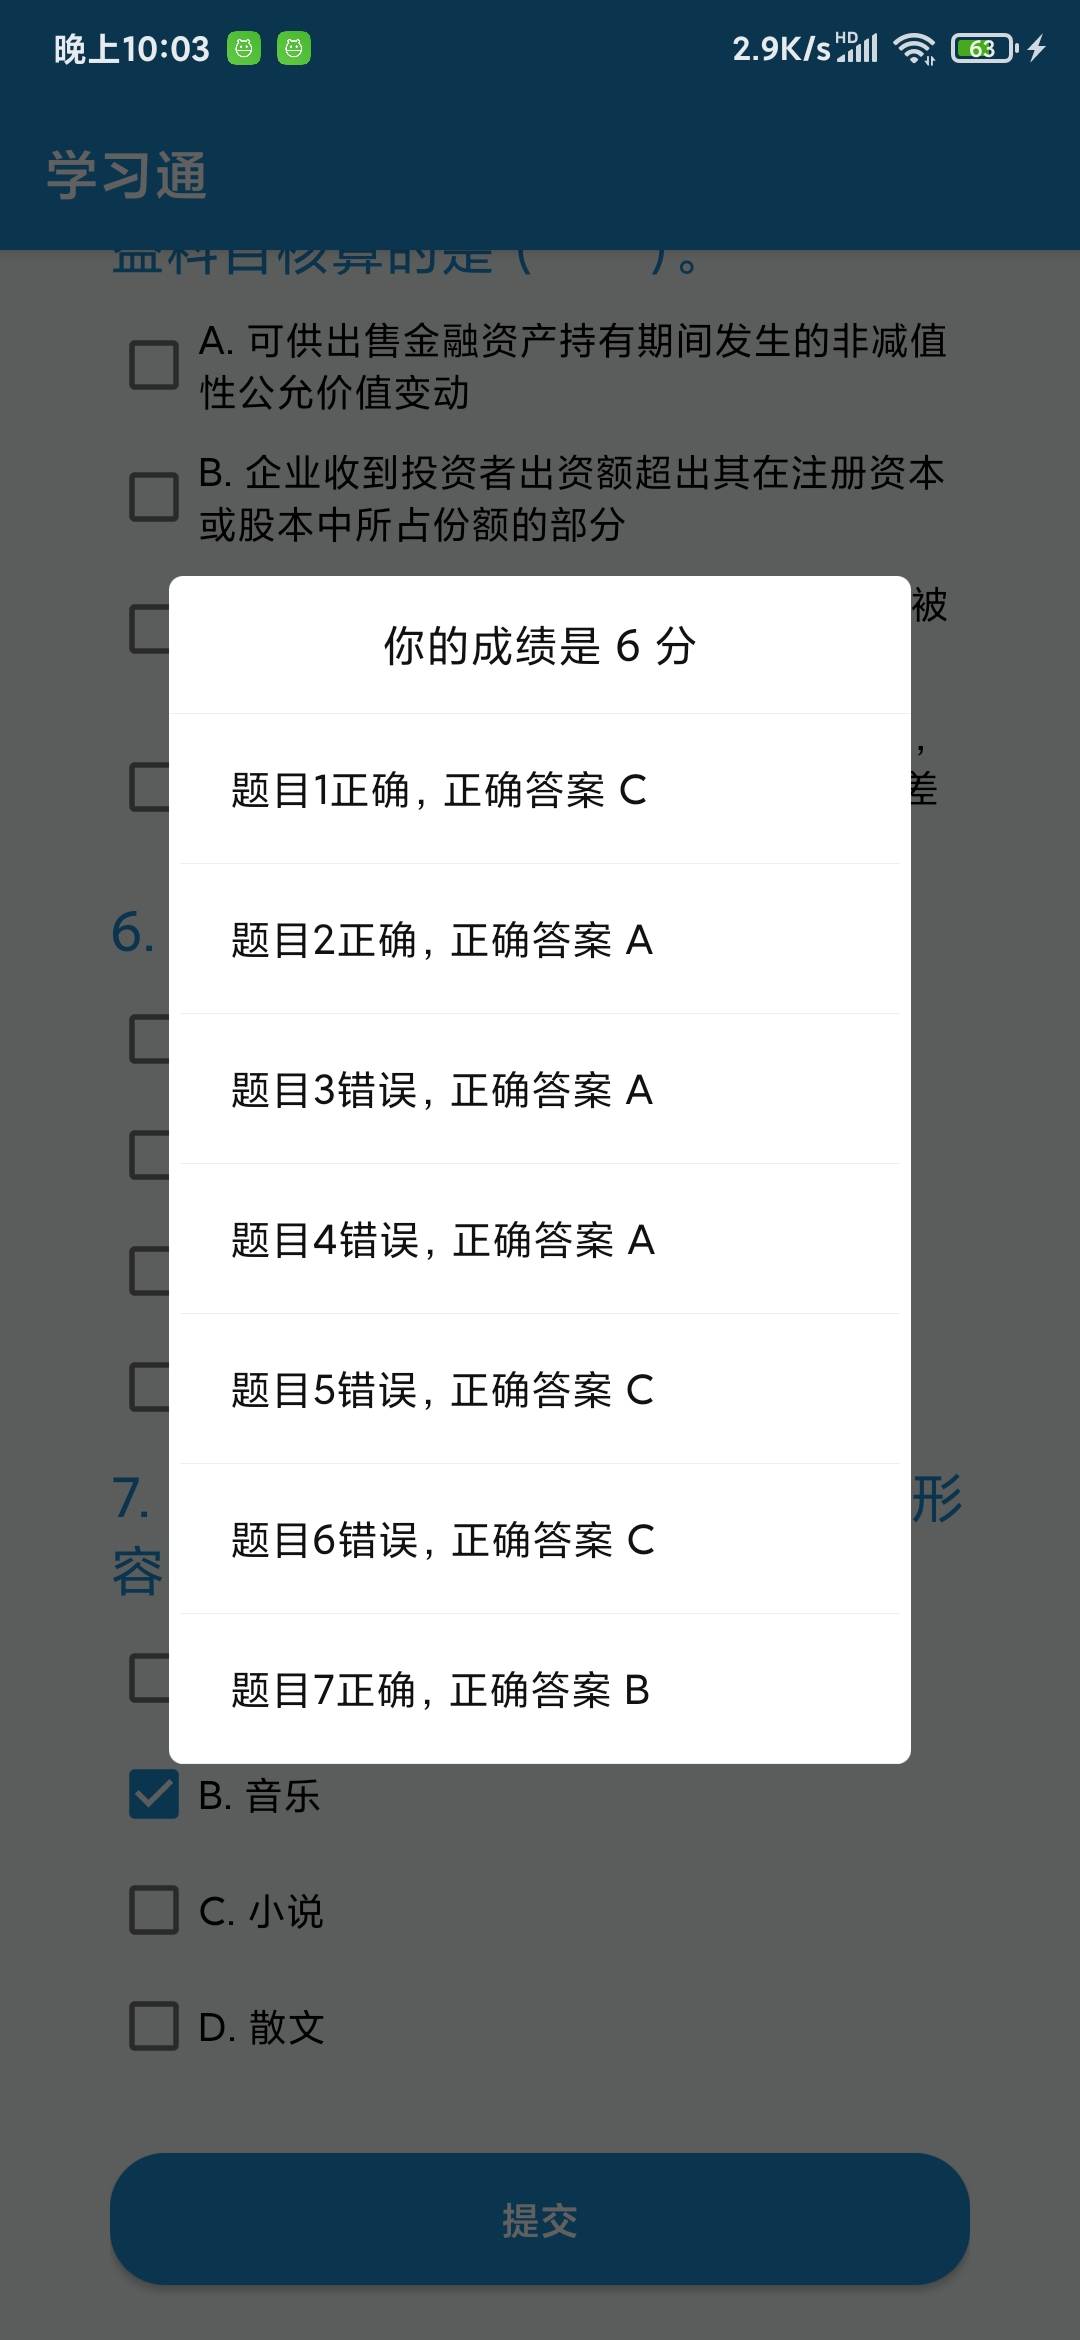 晚上10:03
2.9K/s HD 63
学习通
益科目核算的是 ( ) 。
A. 可供出售金融资产持有期间发生的非减值
性公允价值变动
B. 企业收到投资者出资额超出其在注册资本
或股本中所占份额的部分
被
你的成绩是 6 分
,
题目1正确, 正确答案 C
差
6.
题目2正确, 正确答案 A
题目3错误, 正确答案 A
题目4错误, 正确答案 A
题目5错误, 正确答案 C
7. 形
题目6错误, 正确答案 C
容
题目7正确, 正确答案 B
B. 音乐
C. 小说
D. 散文
提交